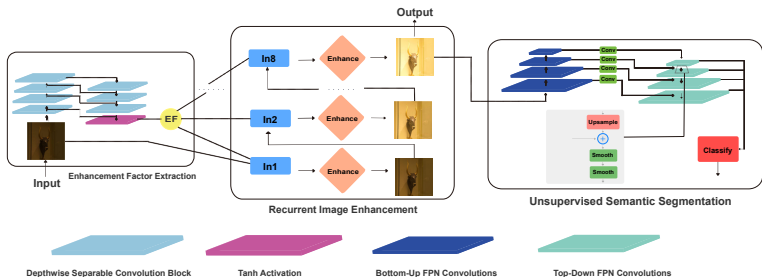 Output
In8
Enhance
Conv
Conv
Conv
Conv
EF
In2
Enhance
Upsample
Smooth
Smooth
Classify
Input
In1
Enhance
Enhancement Factor Extraction
Recurrent Image Enhancement
Unsupervised Semantic Segmentation
Depthwise Separable Convolution Block
Tanh Activation
Bottom-Up FPN Convolutions
Top-Down FPN Convolutions